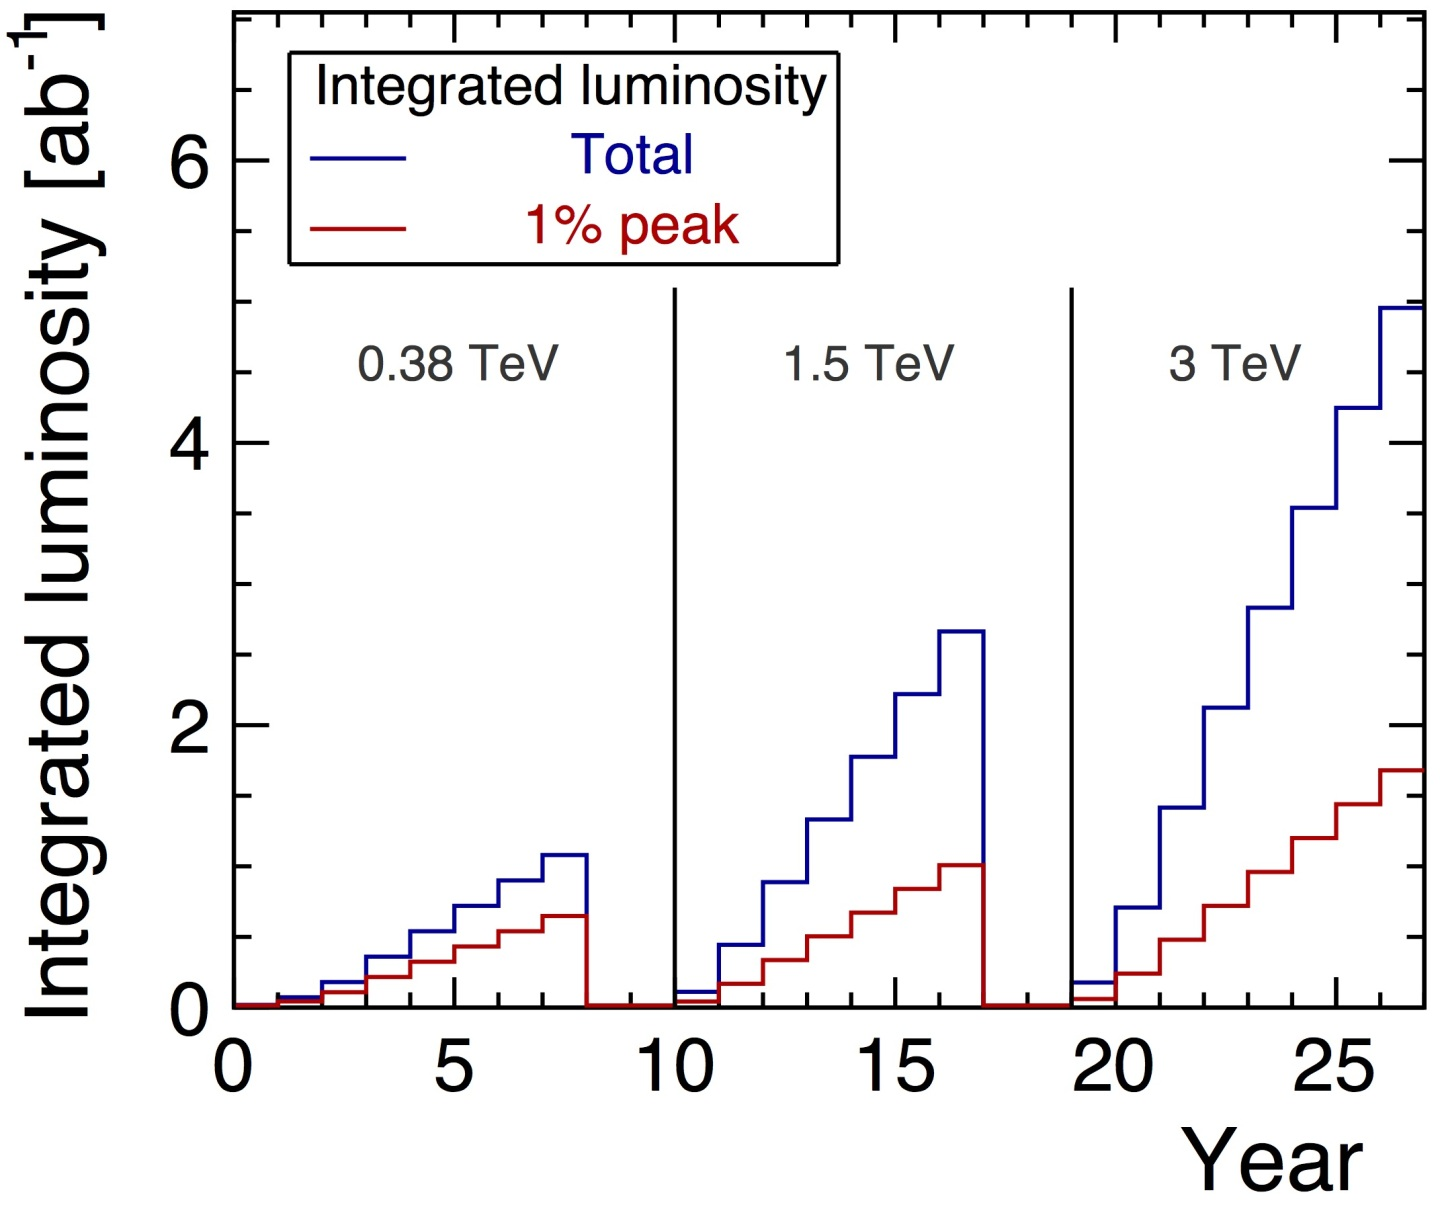 Integrated luminosity [ab⁻¹]
Integrated luminosity
Total
1% peak
0.38 TeV
1.5 TeV
3 TeV
6
4
2
0
0 5 10 15 20 25
Year